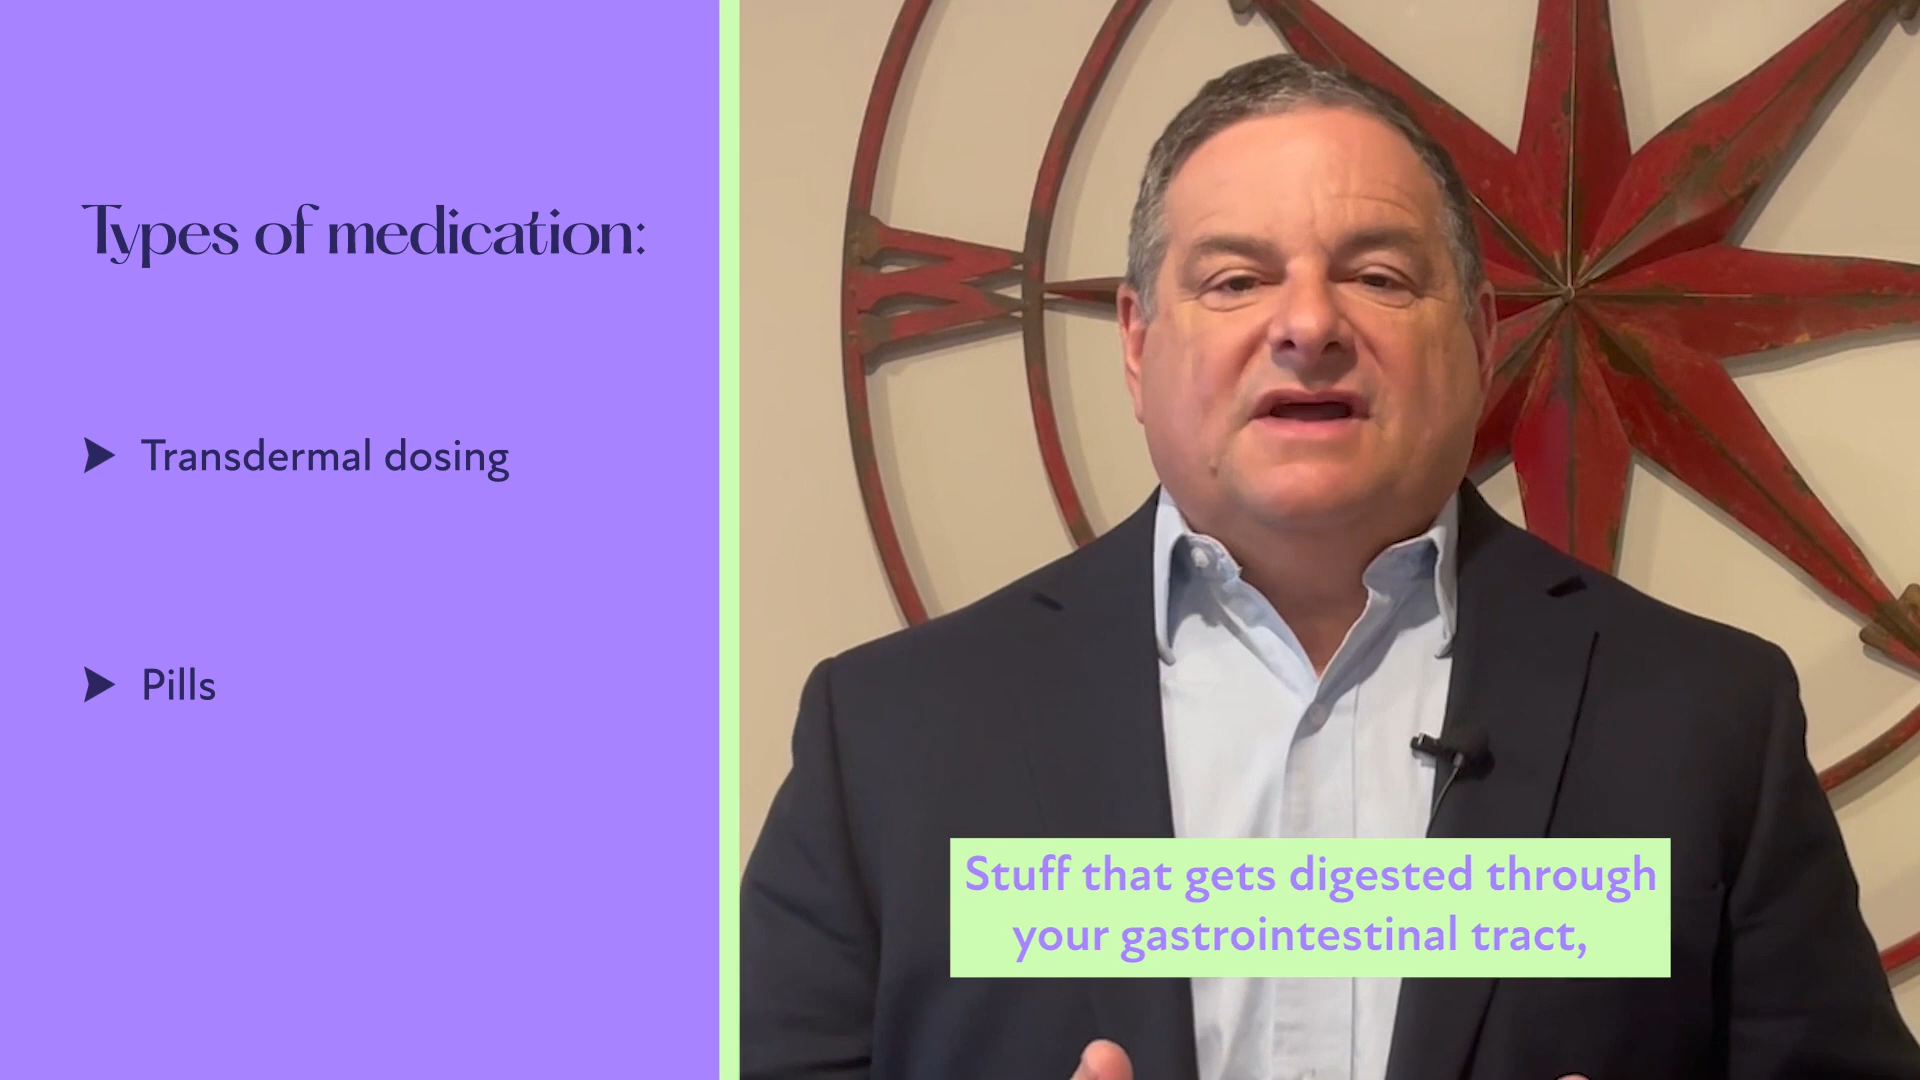 Types of medication:
Transdermal dosing
Pills
W
Stuff that gets digested through
your gastrointestinal tract,